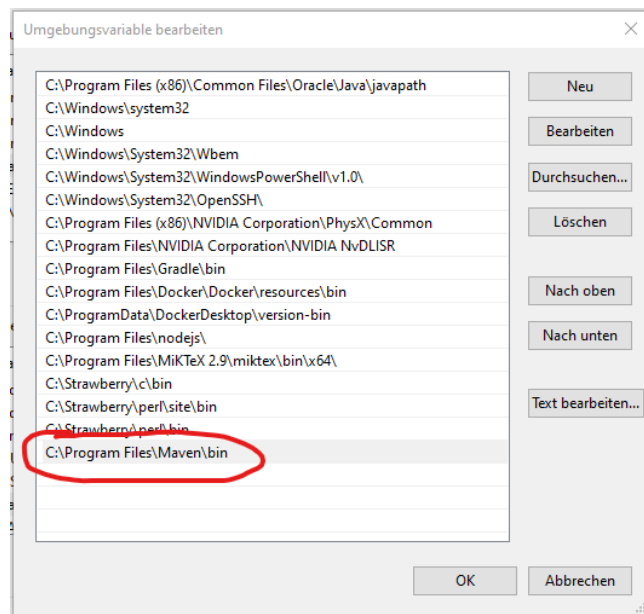 Umgebungsvariable bearbeiten
C:\Program Files (x86)\Common Files\Oracle\Java\javapath
C:\Windows\system32
C:\Windows
C:\Windows\System32\Wbem
C:\Windows\System32\WindowsPowerShell\v1.0\
C:\Windows\System32\OpenSSH\
C:\Program Files (x86)\NVIDIA Corporation\PhysX\Common
C:\Program Files\NVIDIA Corporation\NVIDIA NvDLISR
C:\Program Files\Gradle\bin
C:\Program Files\Docker\Docker\resources\bin
C:\ProgramData\DockerDesktop\version-bin
C:\Program Files\nodejs\
C:\Program Files\MiKTeX 2.9\miktex\bin\x64\
C:\Strawberry\c\bin
C:\Strawberry\perl\site\bin
C:\Strawberry\perl\bin
C:\Program Files\Maven\bin
Neu
Bearbeiten
Durchsuchen...
Löschen
Nach oben
Nach unten
Text bearbeiten...
OK
Abbrechen